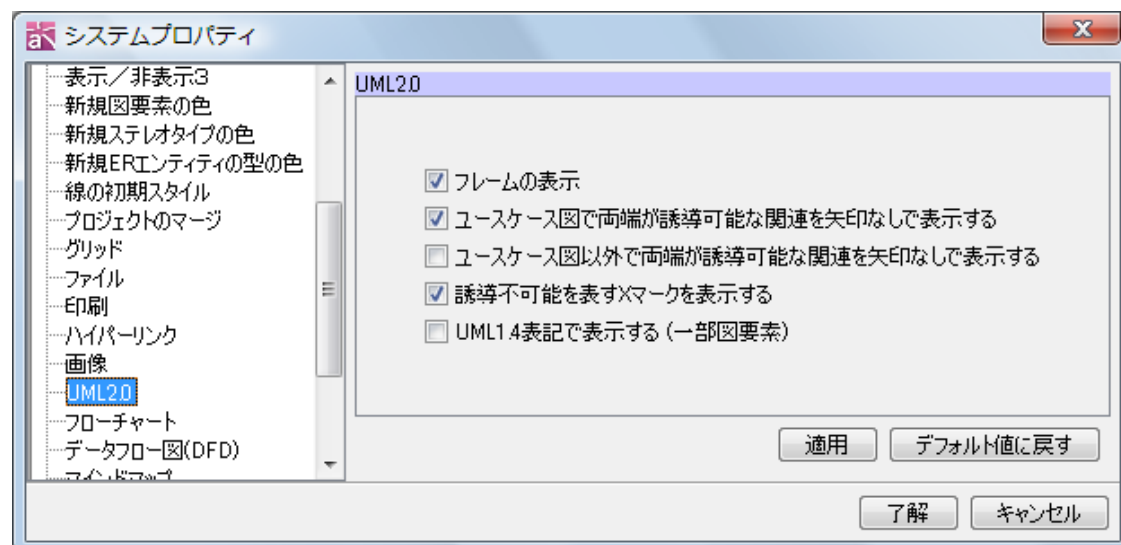 システムプロパティ
表示／非表示3
新規図要素の色
新規ステレオタイプの色
新規ERエンティティの型の色
線の初期スタイル
プロジェクトのマージ
グリッド
ファイル
印刷
ハイパーリンク
画像
UML2.0
フローチャート
データフロー図(DFD)
マインドマップ
UML2.0
フレームの表示
ユースケース図で両端が誘導可能な関連を矢印なしで表示する
ユースケース図以外で両端が誘導可能な関連を矢印なしで表示する
誘導不可能を表すXマークを表示する
UML1.4表記で表示する（一部図要素）
適用 デフォルト値に戻す
了解 キャンセル